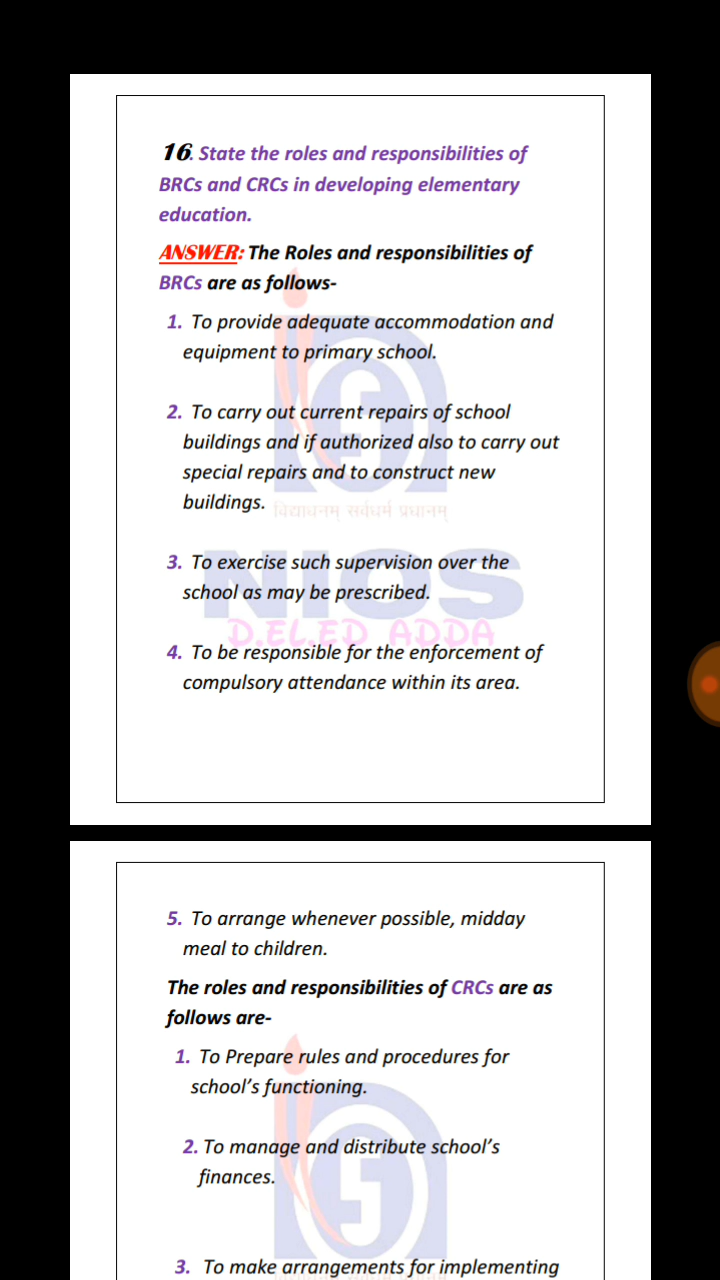 16. State the roles and responsibilities of
BRCs and CRCs in developing elementary
education.
ANSWER: The Roles and responsibilities of
BRCs are as follows-
1. To provide adequate accommodation and
equipment to primary school.
2. To carry out current repairs of school
buildings and if authorized also to carry out
special repairs and to construct new
buildings.
विद्याधनम् सर्वधनं प्रधानम्
3. To exercise such supervision over the
NIOS
school as may be prescribed.
D.EL.ED ADDA
4. To be responsible for the enforcement of
compulsory attendance within its area.
5. To arrange whenever possible, midday
meal to children.
The roles and responsibilities of CRCs are as
follows are-
1. To Prepare rules and procedures for
school's functioning.
2. To manage and distribute school's
finances.
3. To make arrangements for implementing